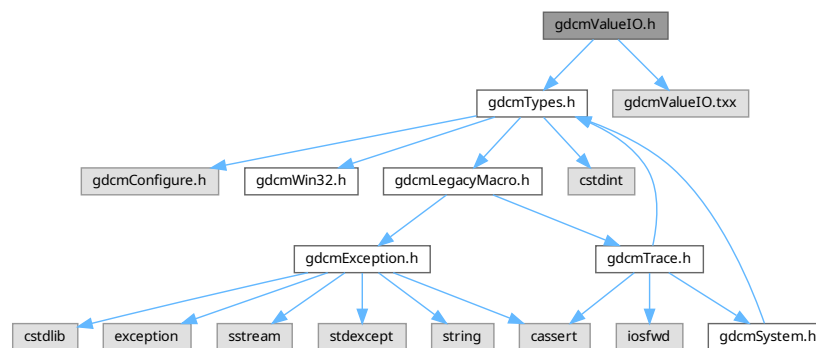 gdcmValueIO.h
gdcmTypes.h
gdcmValueIO.txx
gdcmConfigure.h
gdcmWin32.h
gdcmLegacyMacro.h
cstdint
gdcmException.h
gdcmTrace.h
cstdlib
exception
sstream
stdexcept
string
cassert
iosfwd
gdcmSystem.h